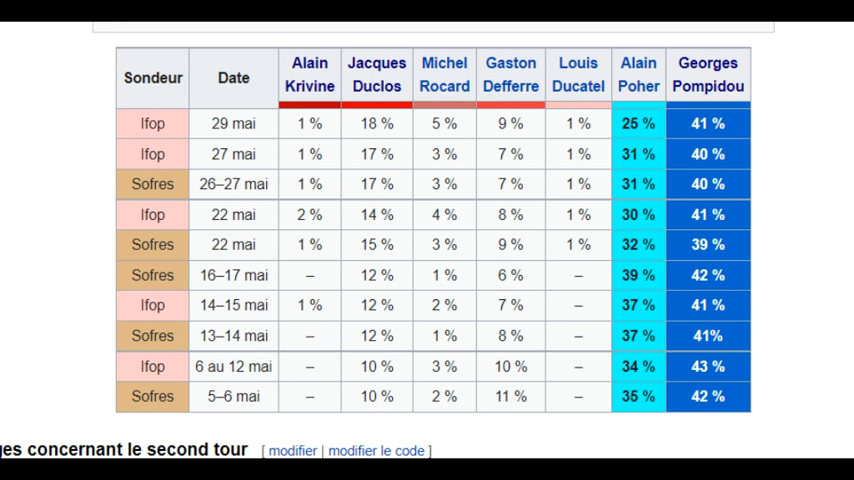 Sondeur Date Alain Krivine Jacques Duclos Michel Rocard Gaston Defferre Louis Ducatel Alain Poher Georges Pompidou
Ifop 29 mai 1 % 18 % 5 % 9 % 1 % 25 % 41 %
Ifop 27 mai 1 % 17 % 3 % 7 % 1 % 31 % 40 %
Sofres 26–27 mai 1 % 17 % 3 % 7 % 1 % 31 % 40 %
Ifop 22 mai 2 % 14 % 4 % 8 % 1 % 30 % 41 %
Sofres 22 mai 1 % 15 % 3 % 9 % 1 % 32 % 39 %
Sofres 16–17 mai – 12 % 1 % 6 % – 39 % 42 %
Ifop 14–15 mai 1 % 12 % 2 % 7 % – 37 % 41 %
Sofres 13–14 mai – 12 % 1 % 8 % – 37 % 41%
Ifop 6 au 12 mai – 10 % 3 % 10 % – 34 % 43 %
Sofres 5–6 mai – 10 % 2 % 11 % – 35 % 42 %
ges concernant le second tour [ modifier | modifier le code ]